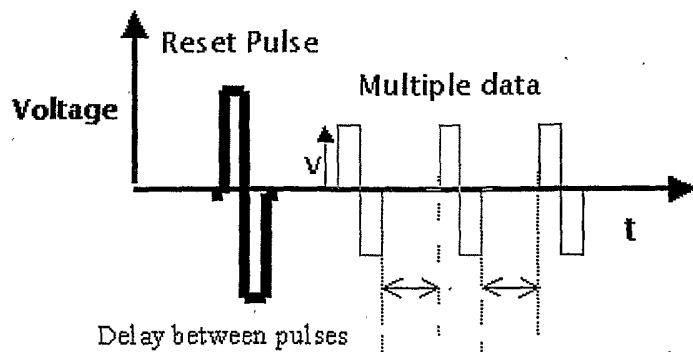 Reset Pulse
Multiple data
Voltage
V
t
Delay between pulses